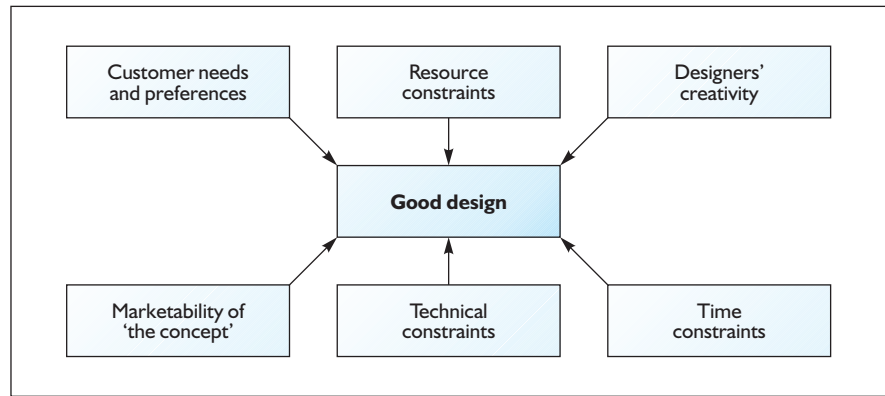 Customer needs
and preferences
Resource
constraints
Designers’
creativity
Good design
Marketability of
‘the concept’
Technical
constraints
Time
constraints